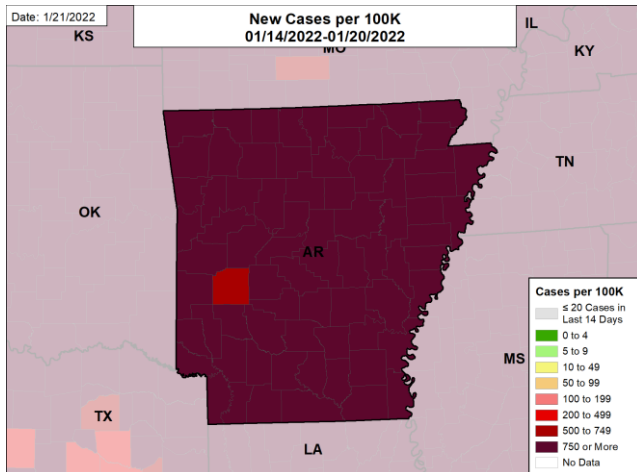 Date: 1/21/2022
New Cases per 100K
01/14/2022-01/20/2022
KS
MO
IL
KY
TN
OK
AR
MS
TX
LA
Cases per 100K
≤ 20 Cases in
Last 14 Days
0 to 4
5 to 9
10 to 49
50 to 99
100 to 199
200 to 499
500 to 749
750 or More
No Data